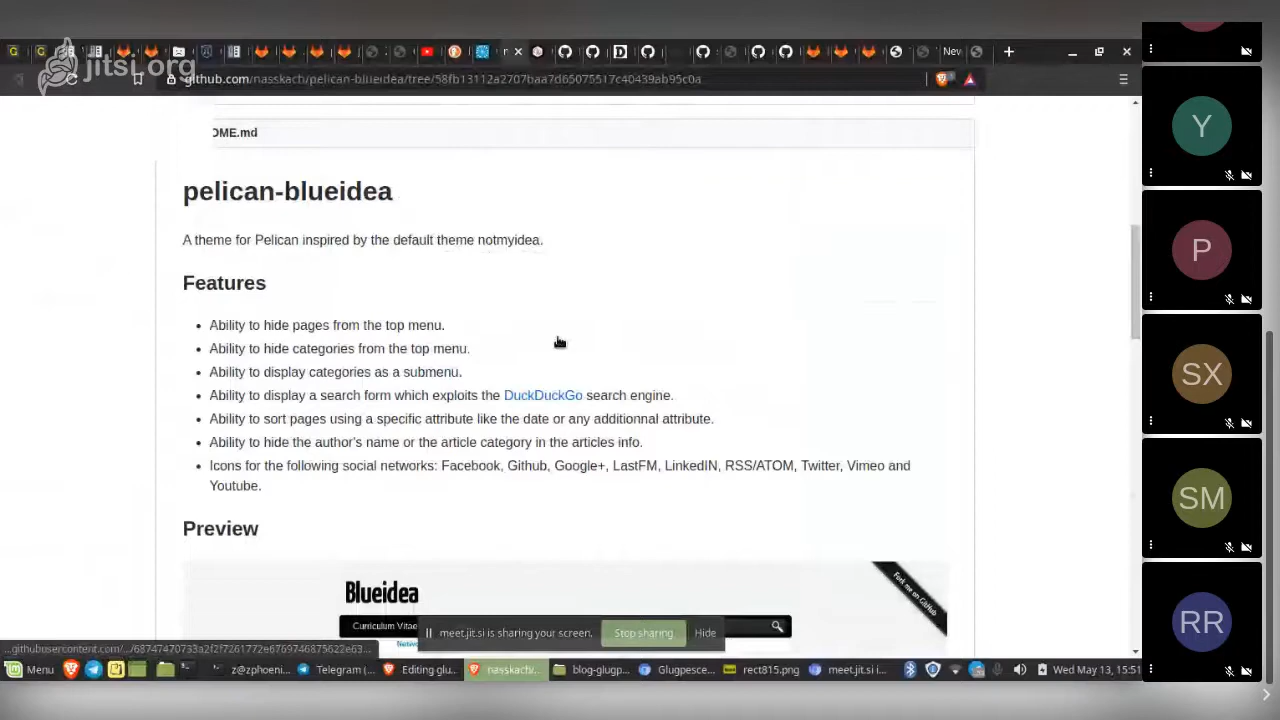 jitsi.org
New
github.com/nasskach/pelican-blueidea/tree/58fb13112a2707baa7d65075517c40439ab95c0a
OME.md
pelican-blueidea
A theme for Pelican inspired by the default theme notmyidea.
Features
Ability to hide pages from the top menu.
Ability to hide categories from the top menu.
Ability to display categories as a submenu.
Ability to display a search form which exploits the DuckDuckGo search engine.
Ability to sort pages using a specific attribute like the date or any additionnal attribute.
Ability to hide the author's name or the article category in the articles info.
Icons for the following social networks: Facebook, Github, Google+, LastFM, LinkedIN, RSS/ATOM, Twitter, Vimeo and
Youtube.
Preview
Blueidea
Fork me on GitHub
Curriculum Vitae
meet.jit.si is sharing your screen. Stop sharing Hide
Menu
z@zphoeni...
Telegram (...
Editing glu...
nasskach/...
blog-glugp...
Glugpesce...
rect815.png
meet.jit.si i...
Wed May 13, 15:51
Y
P
SX
SM
RR